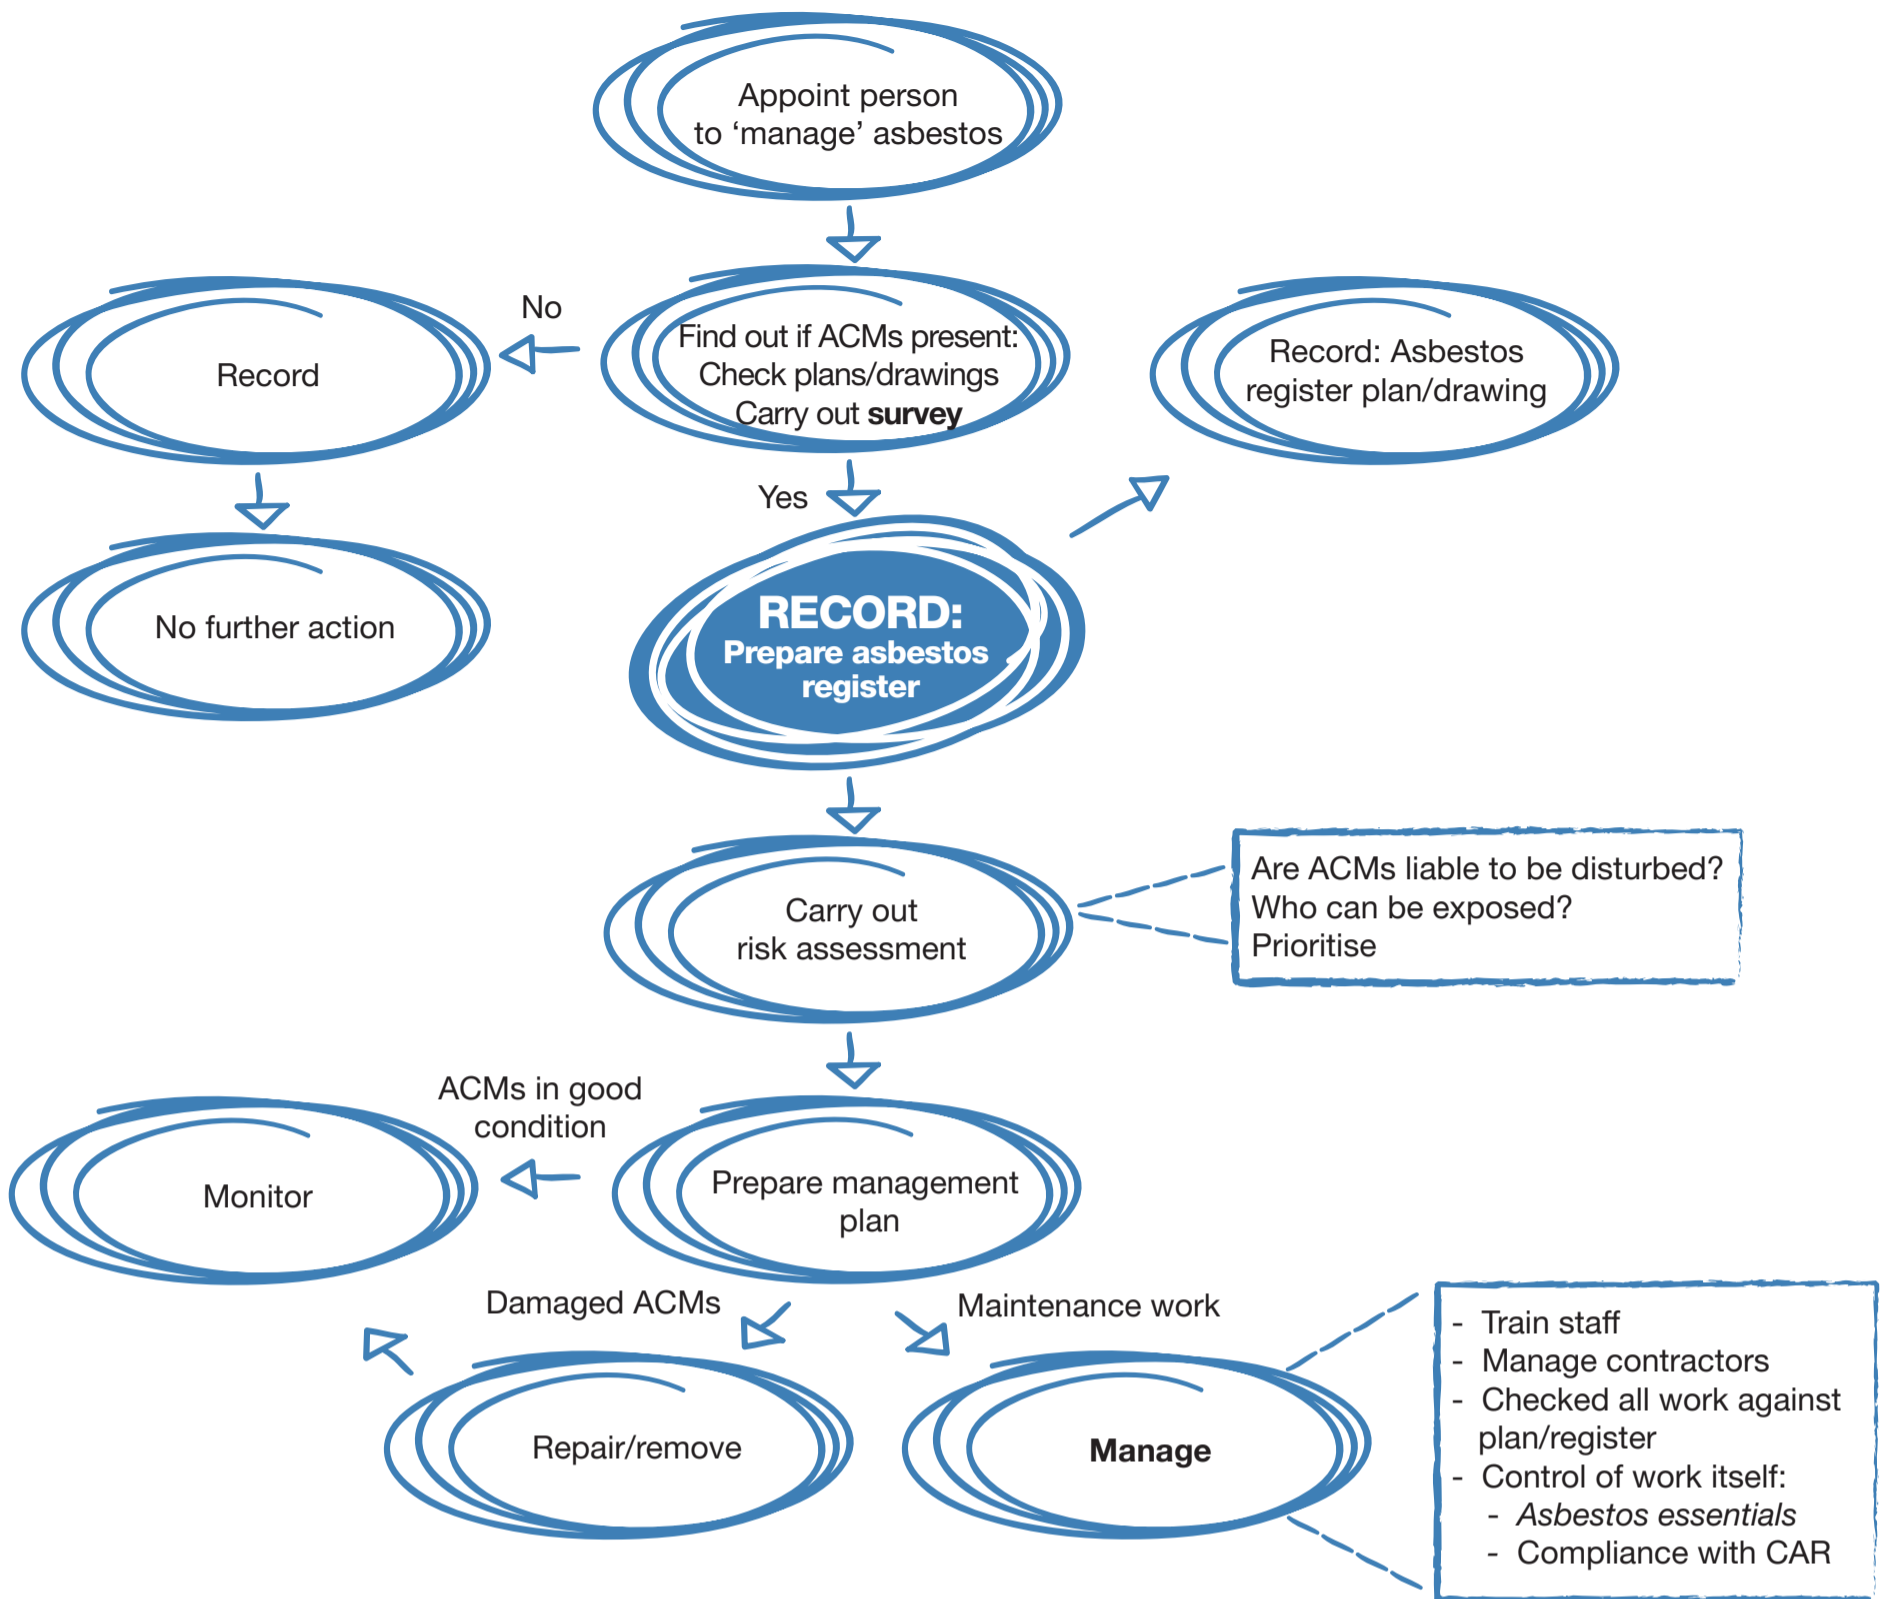 Appoint person
to ‘manage’ asbestos
No
Find out if ACMs present:
Check plans/drawings
Carry out survey
Record
Record: Asbestos
register plan/drawing
Yes
No further action
RECORD:
Prepare asbestos
register
Carry out
risk assessment
Are ACMs liable to be disturbed?
Who can be exposed?
Prioritise
ACMs in good
condition
Monitor
Prepare management
plan
Damaged ACMs
Maintenance work
Repair/remove
Manage
- Train staff
- Manage contractors
- Checked all work against
plan/register
- Control of work itself:
- Asbestos essentials
- Compliance with CAR